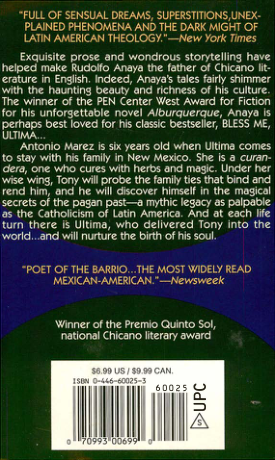 "FULL OF SENSUAL DREAMS, SUPERSTITIONS, UNEX-
PLAINED PHENOMENA AND THE DARK MIGHT OF
LATIN AMERICAN THEOLOGY."—New York Times
Exquisite prose and wondrous storytelling have
helped make Rudolfo Anaya the father of Chicano lit-
erature in English. Indeed, Anaya's tales fairly shimmer
with the haunting beauty and richness of his culture.
The winner of the PEN Center West Award for Fiction
for his unforgettable novel Alburquerque, Anaya is
perhaps best loved for his classic bestseller, BLESS ME,
ULTIMA...
Antonio Marez is six years old when Ultima comes
to stay with his family in New Mexico. She is a curan-
dera, one who cures with herbs and magic. Under her
wise wing, Tony will probe the family ties that bind and
rend him, and he will discover himself in the magical
secrets of the pagan past—a mythic legacy as palpable
as the Catholicism of Latin America. And at each life
turn there is Ultima, who delivered Tony into the
world...and will nurture the birth of his soul.
"POET OF THE BARRIO...THE MOST WIDELY READ
MEXICAN-AMERICAN."—Newsweek
Winner of the Premio Quinto Sol,
national Chicano literary award
$6.99 US / $9.99 CAN.
ISBN 0-446-60025-3
60025
UPC
S
0 70993 00699 0